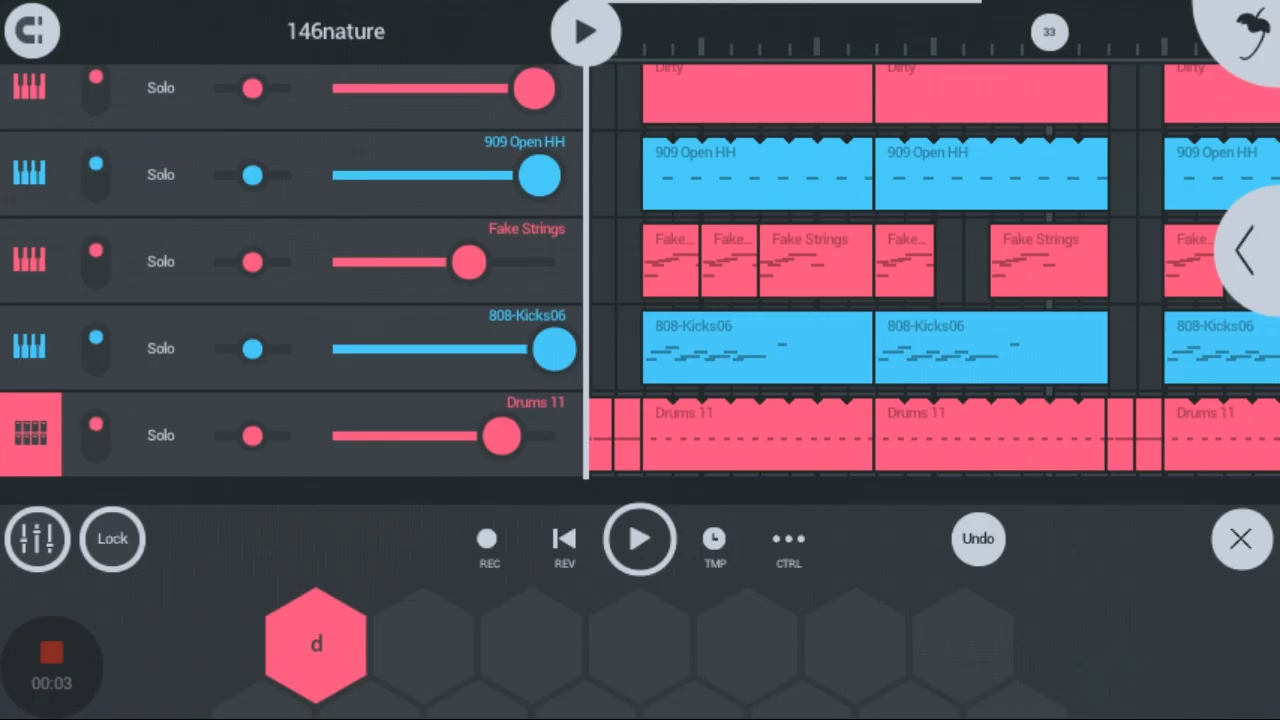 146nature
33
Solo
Dirty
Dirty
Dirty
909 Open HH
Solo
909 Open HH
909 Open HH
909 Open HH
Fake Strings
Solo
Fake...
Fake...
Fake Strings
Fake...
Fake Strings
Fake...
808-Kicks06
Solo
808-Kicks06
808-Kicks06
808-Kicks06
Drums 11
Solo
Drums 11
Drums 11
Drums 11
Lock
REC
REV
TMP
CTRL
Undo
d
00:03